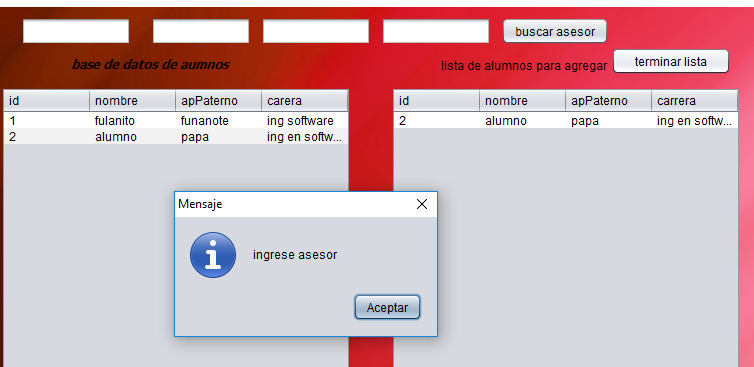 buscar asesor
base de datos de aumnos
lista de alumnos para agregar
terminar lista
id nombre apPaterno carera
1 fulanito funanote ing software
2 alumno papa ing en softw...
id nombre apPaterno carrera
2 alumno papa ing en softw...
Mensaje
ingrese asesor
Aceptar